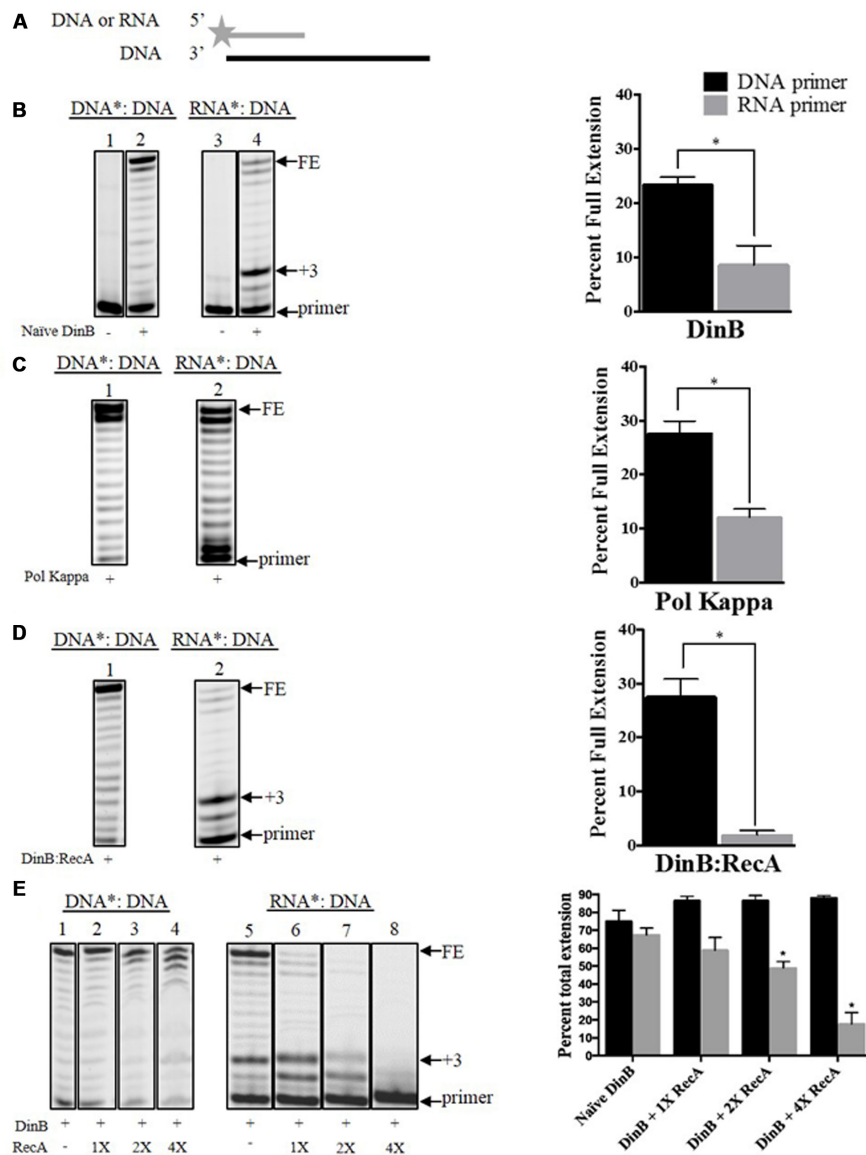 A
DNA or RNA 5’
DNA 3’
B
DNA*: DNA RNA*: DNA
1 2 3 4
FE
+3
primer
Naïve DinB - + - +
DNA primer
RNA primer
Percent Full Extension
40
30
20
10
0
*
DinB
C
DNA*: DNA RNA*: DNA
1 2
FE
primer
Pol Kappa + +
Percent Full Extension
40
30
20
10
0
*
Pol Kappa
D
DNA*: DNA RNA*: DNA
1 2
FE
+3
primer
DinB:RecA + +
Percent Full Extension
40
30
20
10
0
*
DinB:RecA
E
DNA*: DNA RNA*: DNA
1 2 3 4 5 6 7 8
FE
+3
primer
DinB + + + + + + + +
RecA - 1X 2X 4X - 1X 2X 4X
Percent total extension
90
80
70
60
50
40
30
20
10
0
*
*
Naïve DinB
DinB + 1X RecA
DinB + 2X RecA
DinB + 4X RecA